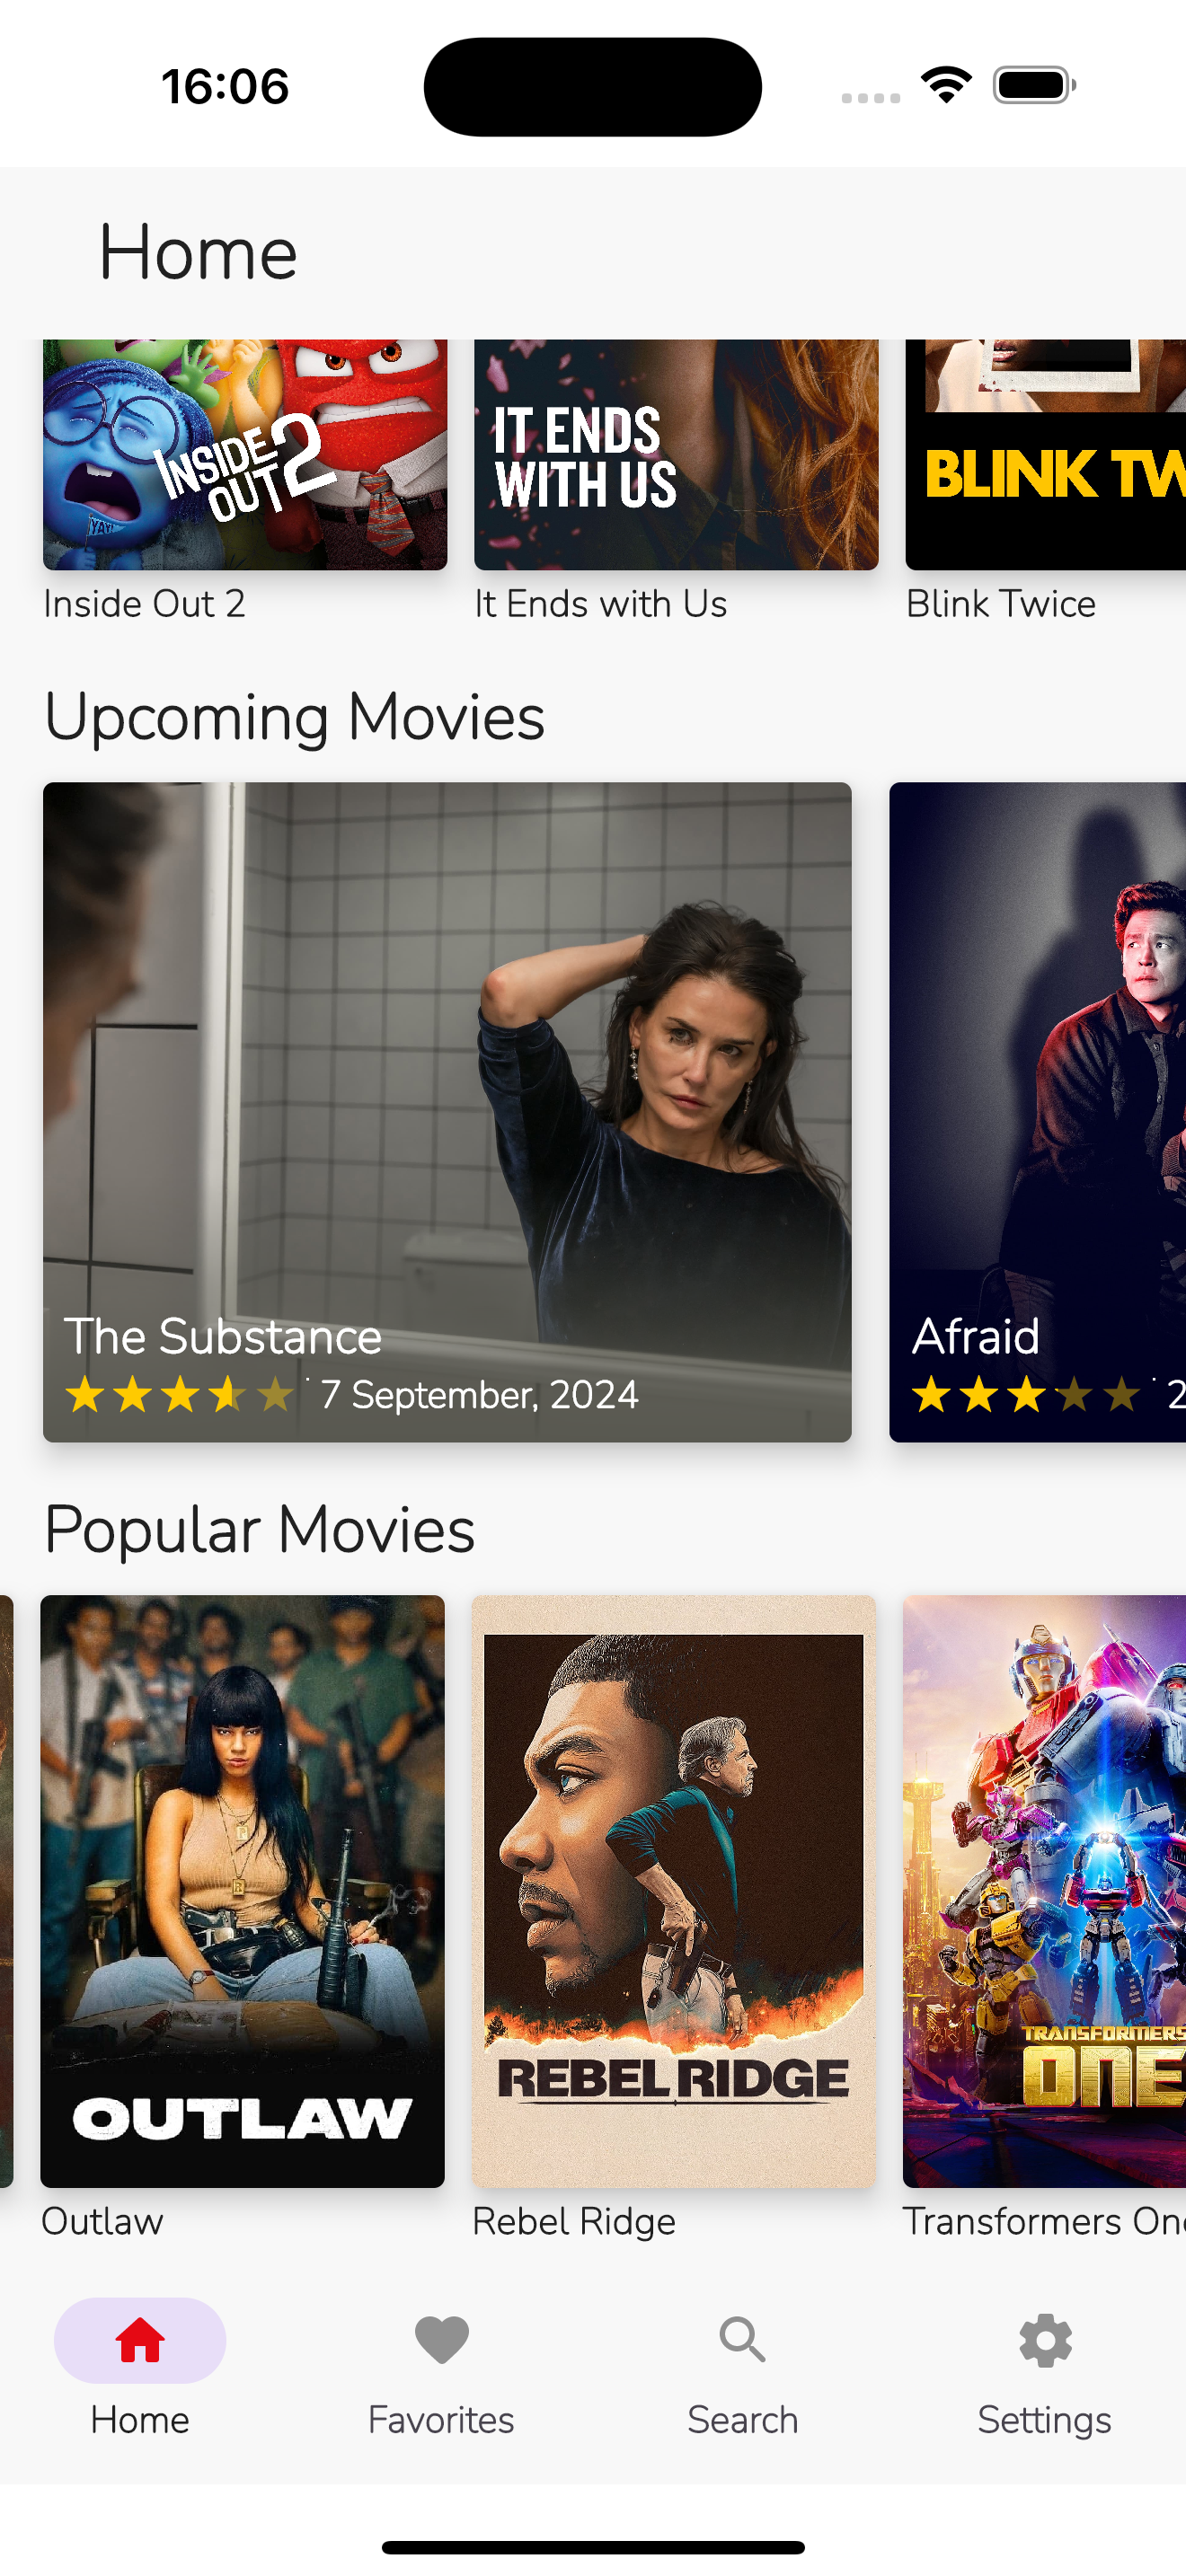 16:06
Home
INSIDE
OUT 2
YAY!
IT ENDS
WITH US
BLINK TW
Inside Out 2
It Ends with Us
Blink Twice
Upcoming Movies
The Substance
7 September, 2024
Afraid
2
Popular Movies
OUTLAW
REBEL RIDGE
TRANSFORMERS
ONE
Outlaw
Rebel Ridge
Transformers One
Home
Favorites
Search
Settings